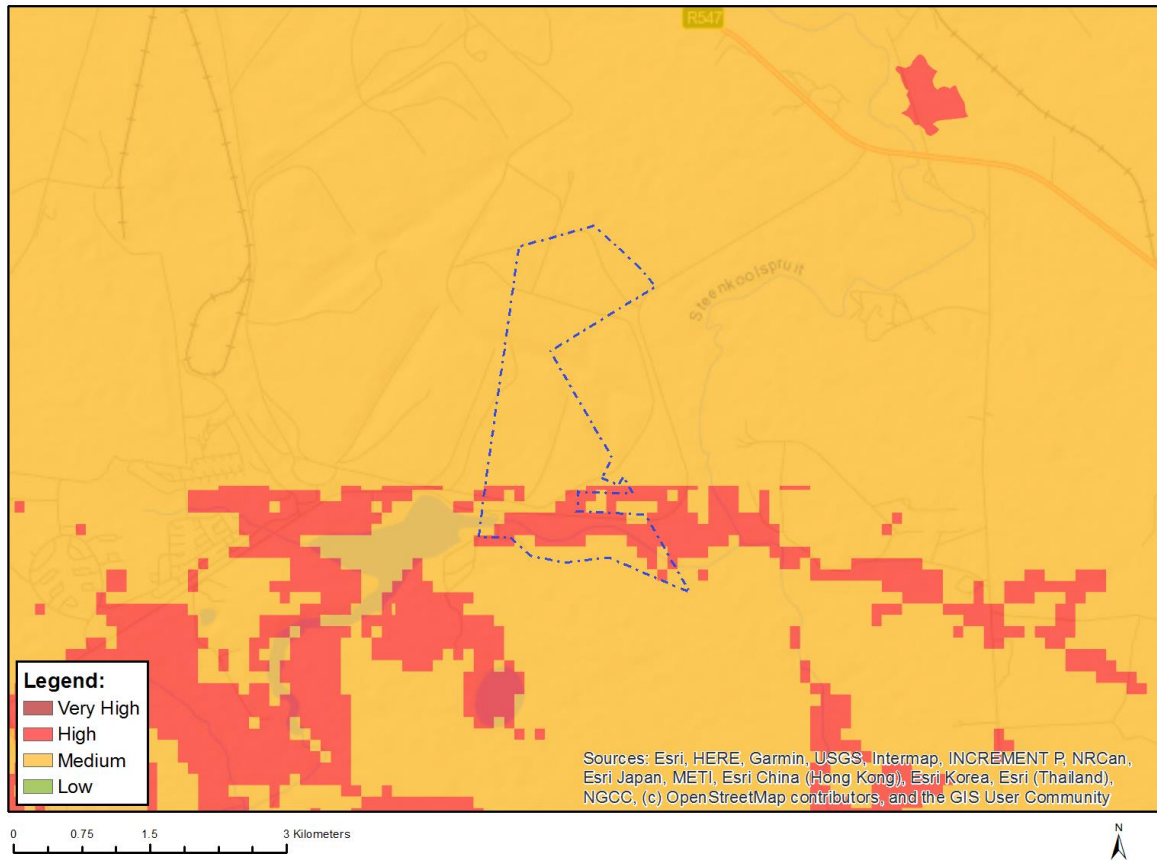 R547
Steenkoolspruit
Legend:
Very High
High
Medium
Low
Sources: Esri, HERE, Garmin, USGS, Intermap, INCREMENT P, NRCan,
Esri Japan, METI, Esri China (Hong Kong), Esri Korea, Esri (Thailand),
NGCC, (c) OpenStreetMap contributors, and the GIS User Community
0 0.75 1.5 3 Kilometers
N